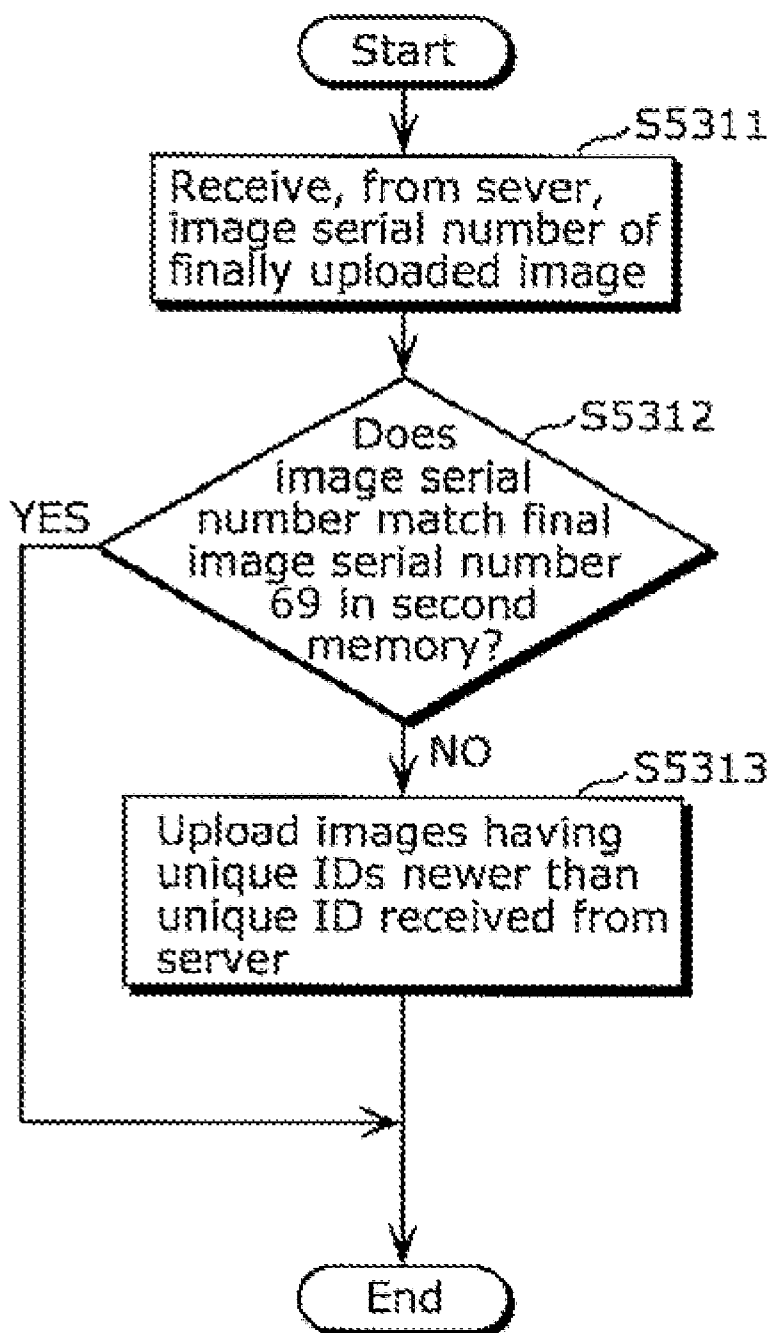 Start
S5311
Receive, from sever,
image serial number of
finally uploaded image
S5312
Does
image serial
number match final
image serial number
69 in second
memory?
YES
NO
S5313
Upload images having
unique IDs newer than
unique ID received from
server
End